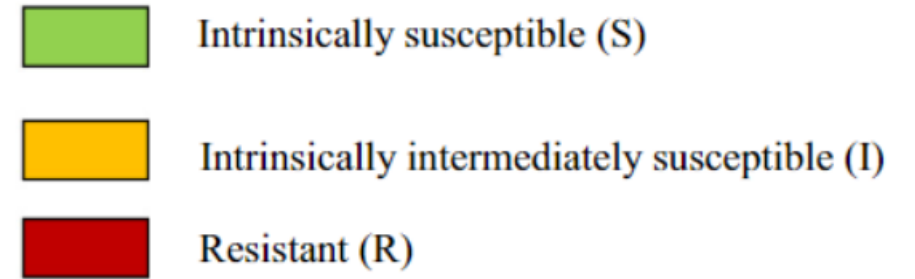 Intrinsically susceptible (S)
Intrinsically intermediately susceptible (I)
Resistant (R)